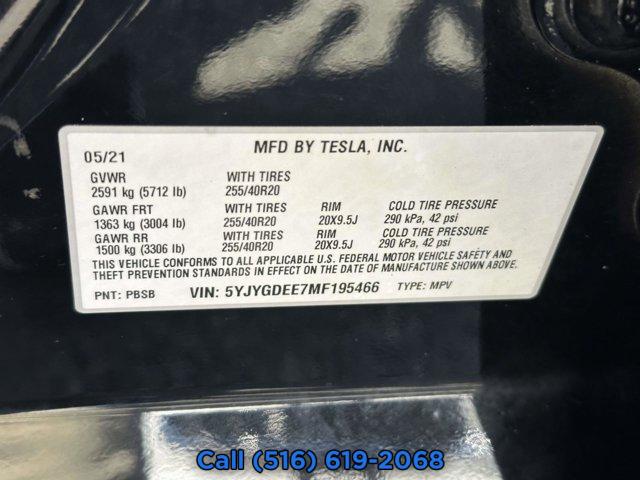 MFD BY TESLA, INC.
05/21
GVWR WITH TIRES
2591 kg (5712 lb) 255/40R20
GAWR FRT WITH TIRES RIM COLD TIRE PRESSURE
1363 kg (3004 lb) 255/40R20 20X9.5J 290 kPa, 42 psi
GAWR RR WITH TIRES RIM COLD TIRE PRESSURE
1500 kg (3306 lb) 255/40R20 20X9.5J 290 kPa, 42 psi
THIS VEHICLE CONFORMS TO ALL APPLICABLE U.S. FEDERAL MOTOR VEHICLE SAFETY AND
THEFT PREVENTION STANDARDS IN EFFECT ON THE DATE OF MANUFACTURE SHOWN ABOVE.
PNT: PBSB VIN: 5YJYGDEE7MF195466 TYPE: MPV
Call (516) 619-2068